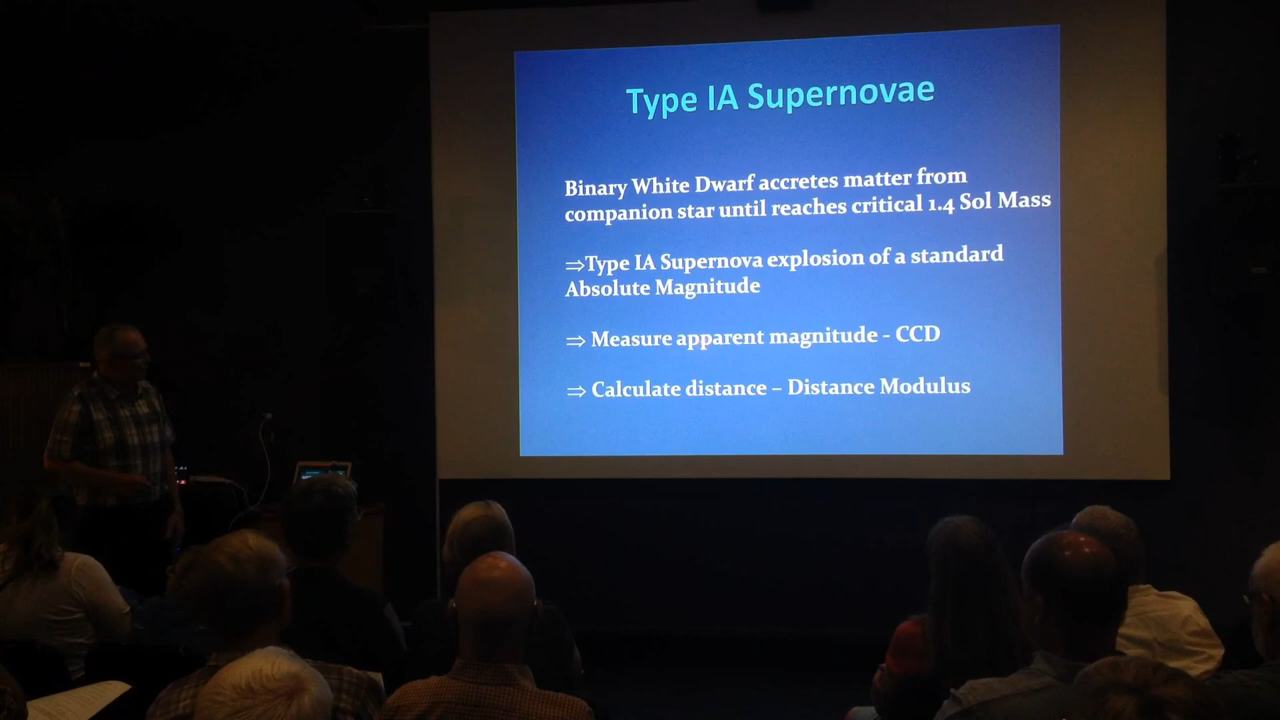 Type IA Supernovae
Binary White Dwarf accretes matter from
companion star until reaches critical 1.4 Sol Mass
⇒Type IA Supernova explosion of a standard
Absolute Magnitude
⇒ Measure apparent magnitude - CCD
⇒ Calculate distance – Distance Modulus